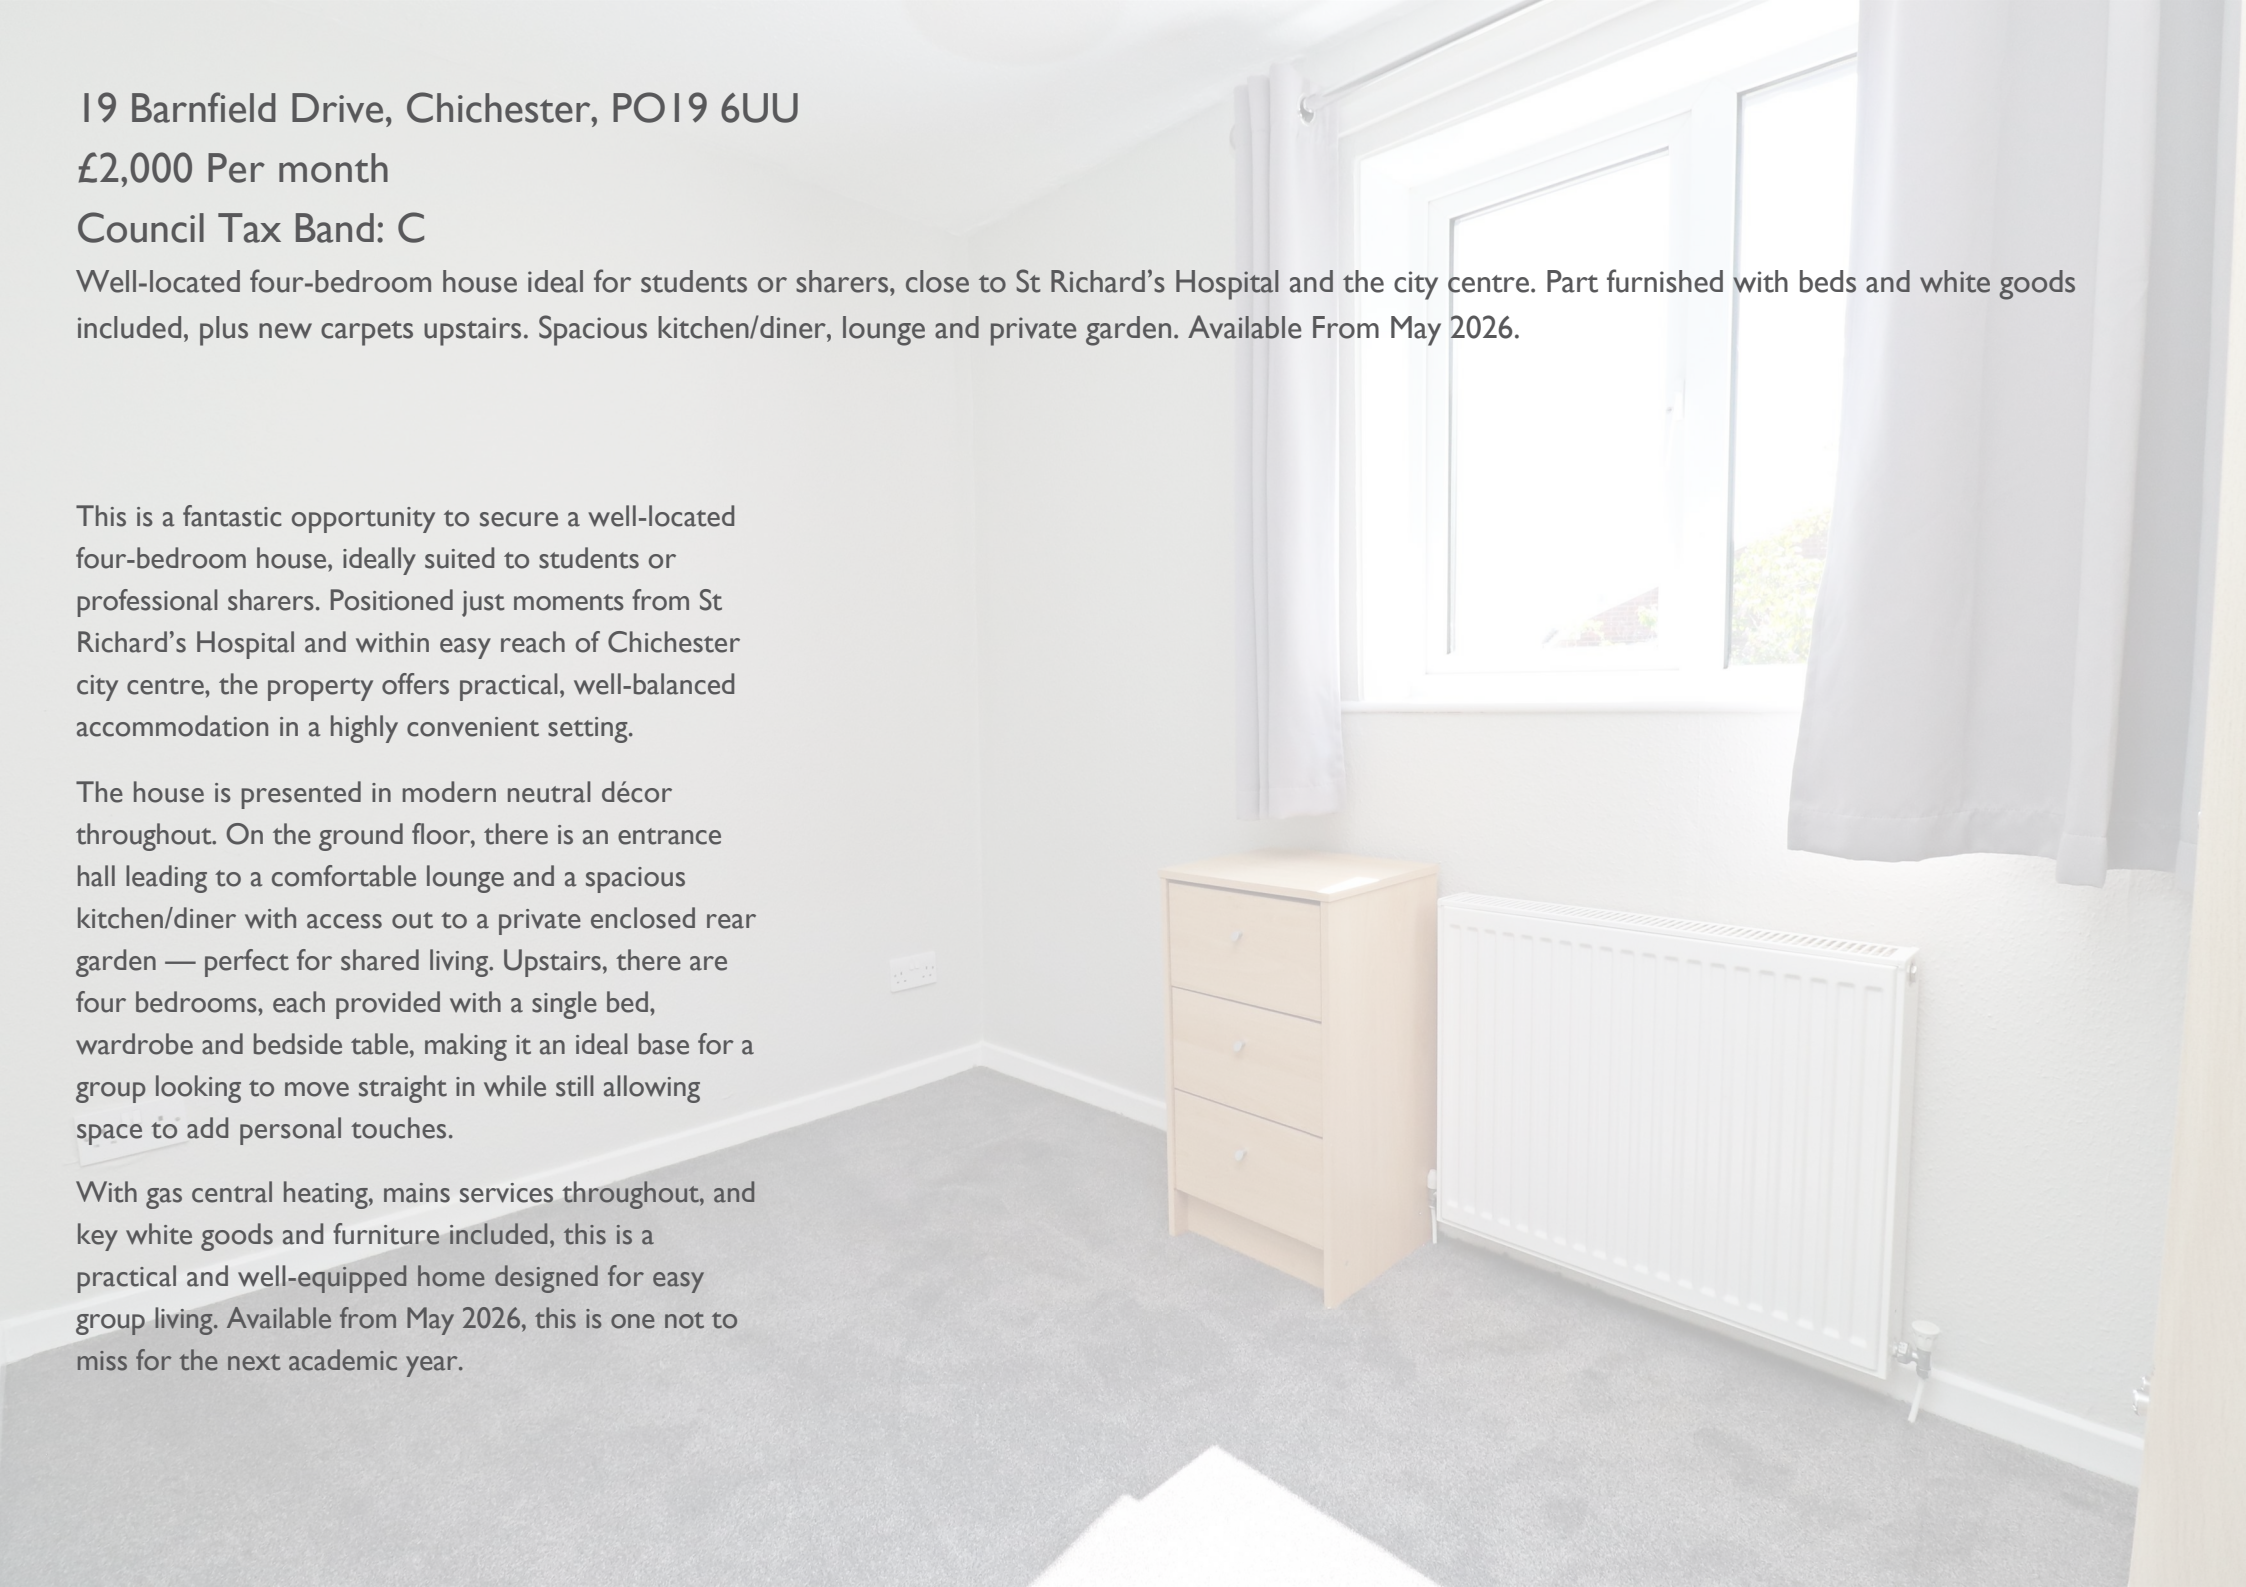 19 Barnfield Drive, Chichester, PO19 6UU
£2,000 Per month
Council Tax Band: C
Well-located four-bedroom house ideal for students or sharers, close to St Richard’s Hospital and the city centre. Part furnished with beds and white goods
included, plus new carpets upstairs. Spacious kitchen/diner, lounge and private garden. Available From May 2026.
This is a fantastic opportunity to secure a well-located
four-bedroom house, ideally suited to students or
professional sharers. Positioned just moments from St
Richard’s Hospital and within easy reach of Chichester
city centre, the property offers practical, well-balanced
accommodation in a highly convenient setting.
The house is presented in modern neutral décor
throughout. On the ground floor, there is an entrance
hall leading to a comfortable lounge and a spacious
kitchen/diner with access out to a private enclosed rear
garden — perfect for shared living. Upstairs, there are
four bedrooms, each provided with a single bed,
wardrobe and bedside table, making it an ideal base for a
group looking to move straight in while still allowing
space to add personal touches.
With gas central heating, mains services throughout, and
key white goods and furniture included, this is a
practical and well-equipped home designed for easy
group living. Available from May 2026, this is one not to
miss for the next academic year.